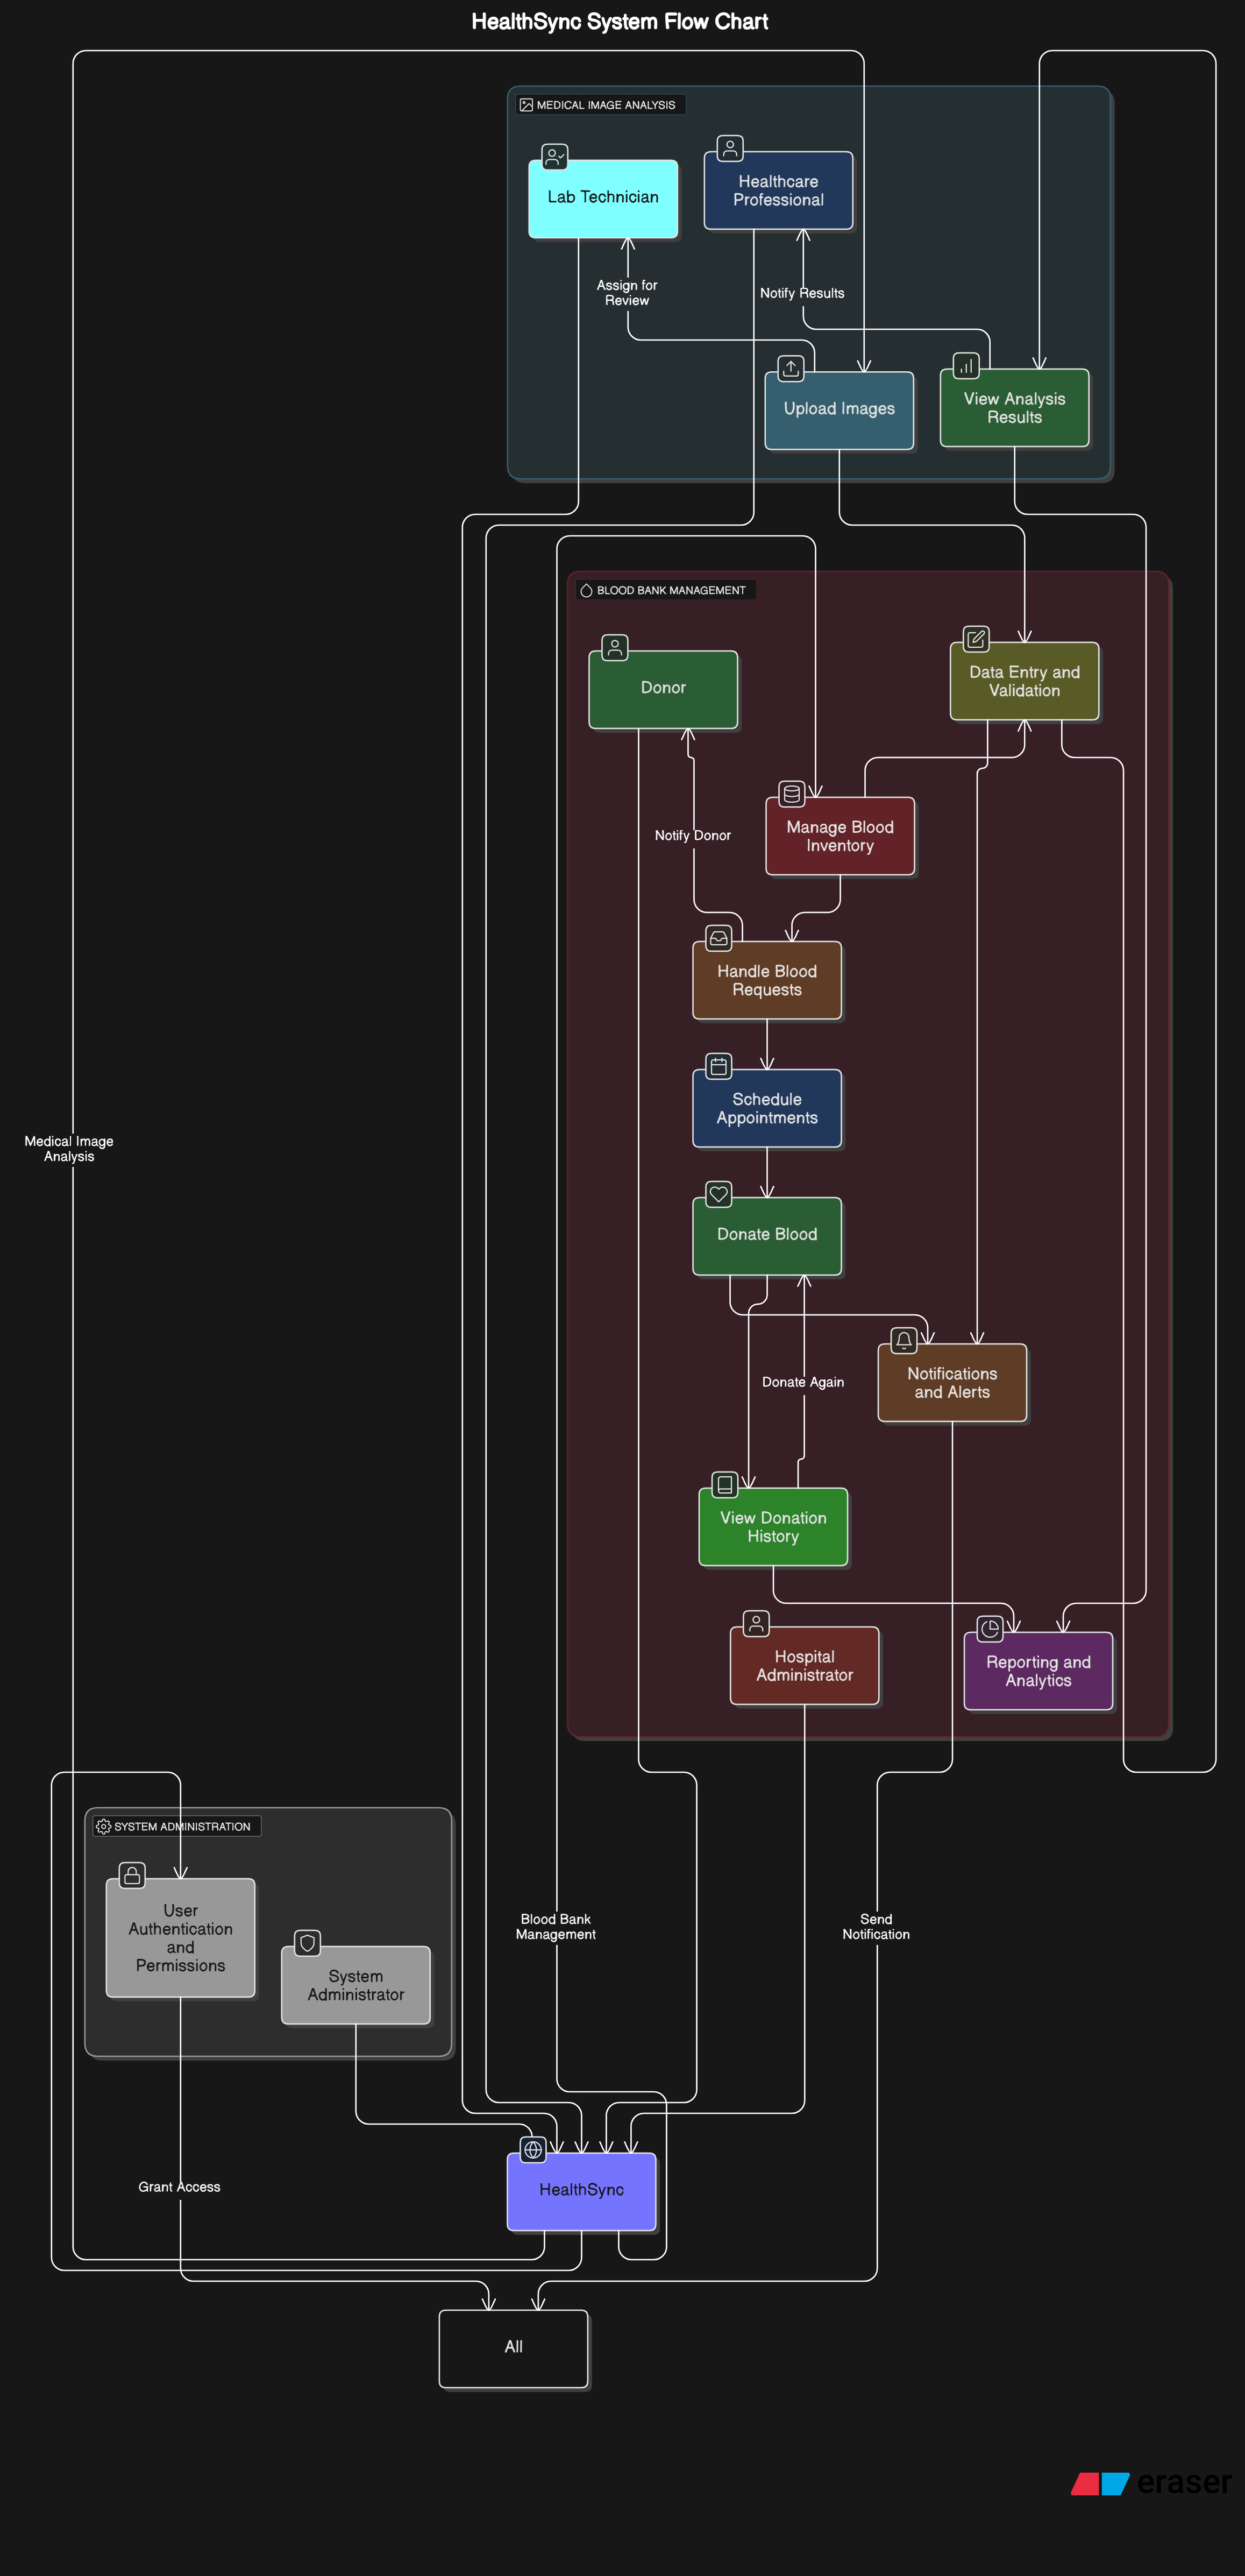 HealthSync System Flow Chart
MEDICAL IMAGE ANALYSIS
Lab Technician
Healthcare
Professional
Assign for
Review
Notify Results
Upload Images
View Analysis
Results
BLOOD BANK MANAGEMENT
Donor
Data Entry and
Validation
Notify Donor
Manage Blood
Inventory
Handle Blood
Requests
Schedule
Appointments
Medical Image
Analysis
Donate Blood
Donate Again
Notifications
and Alerts
View Donation
History
Hospital
Administrator
Reporting and
Analytics
SYSTEM ADMINISTRATION
User
Authentication
and
Permissions
System
Administrator
Blood Bank
Management
Send
Notification
Grant Access
HealthSync
All
eraser